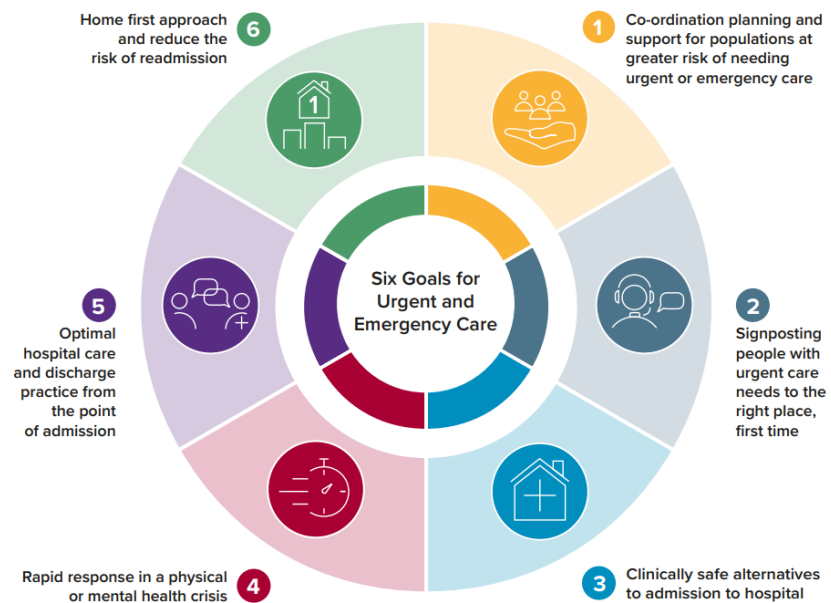 Six Goals for
Urgent and
Emergency Care
1
Co-ordination planning and
support for populations at
greater risk of needing
urgent or emergency care
2
Signposting
people with
urgent care
needs to the
right place,
first time
3
Clinically safe alternatives
to admission to hospital
4
Rapid response in a physical
or mental health crisis
5
Optimal
hospital care
and discharge
practice from
the point
of admission
6
Home first approach
and reduce the
risk of readmission
1